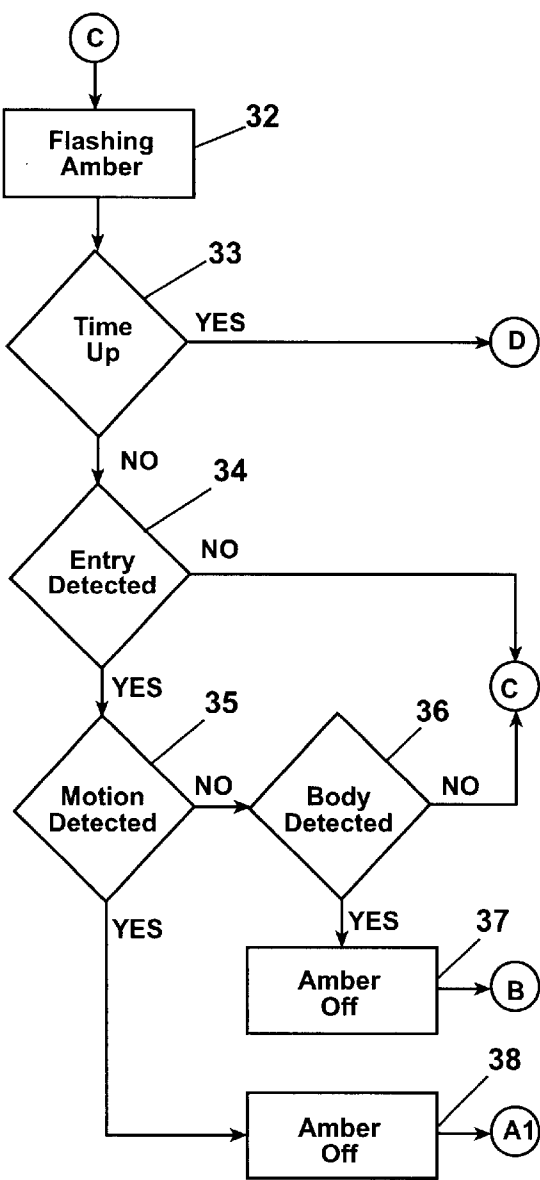 C
32
Flashing
Amber
33
Time
Up
YES
D
NO
34
Entry
Detected
NO
YES
C
35
36
Motion
Detected
NO
Body
Detected
NO
YES
YES
37
Amber
Off
B
38
Amber
Off
A1